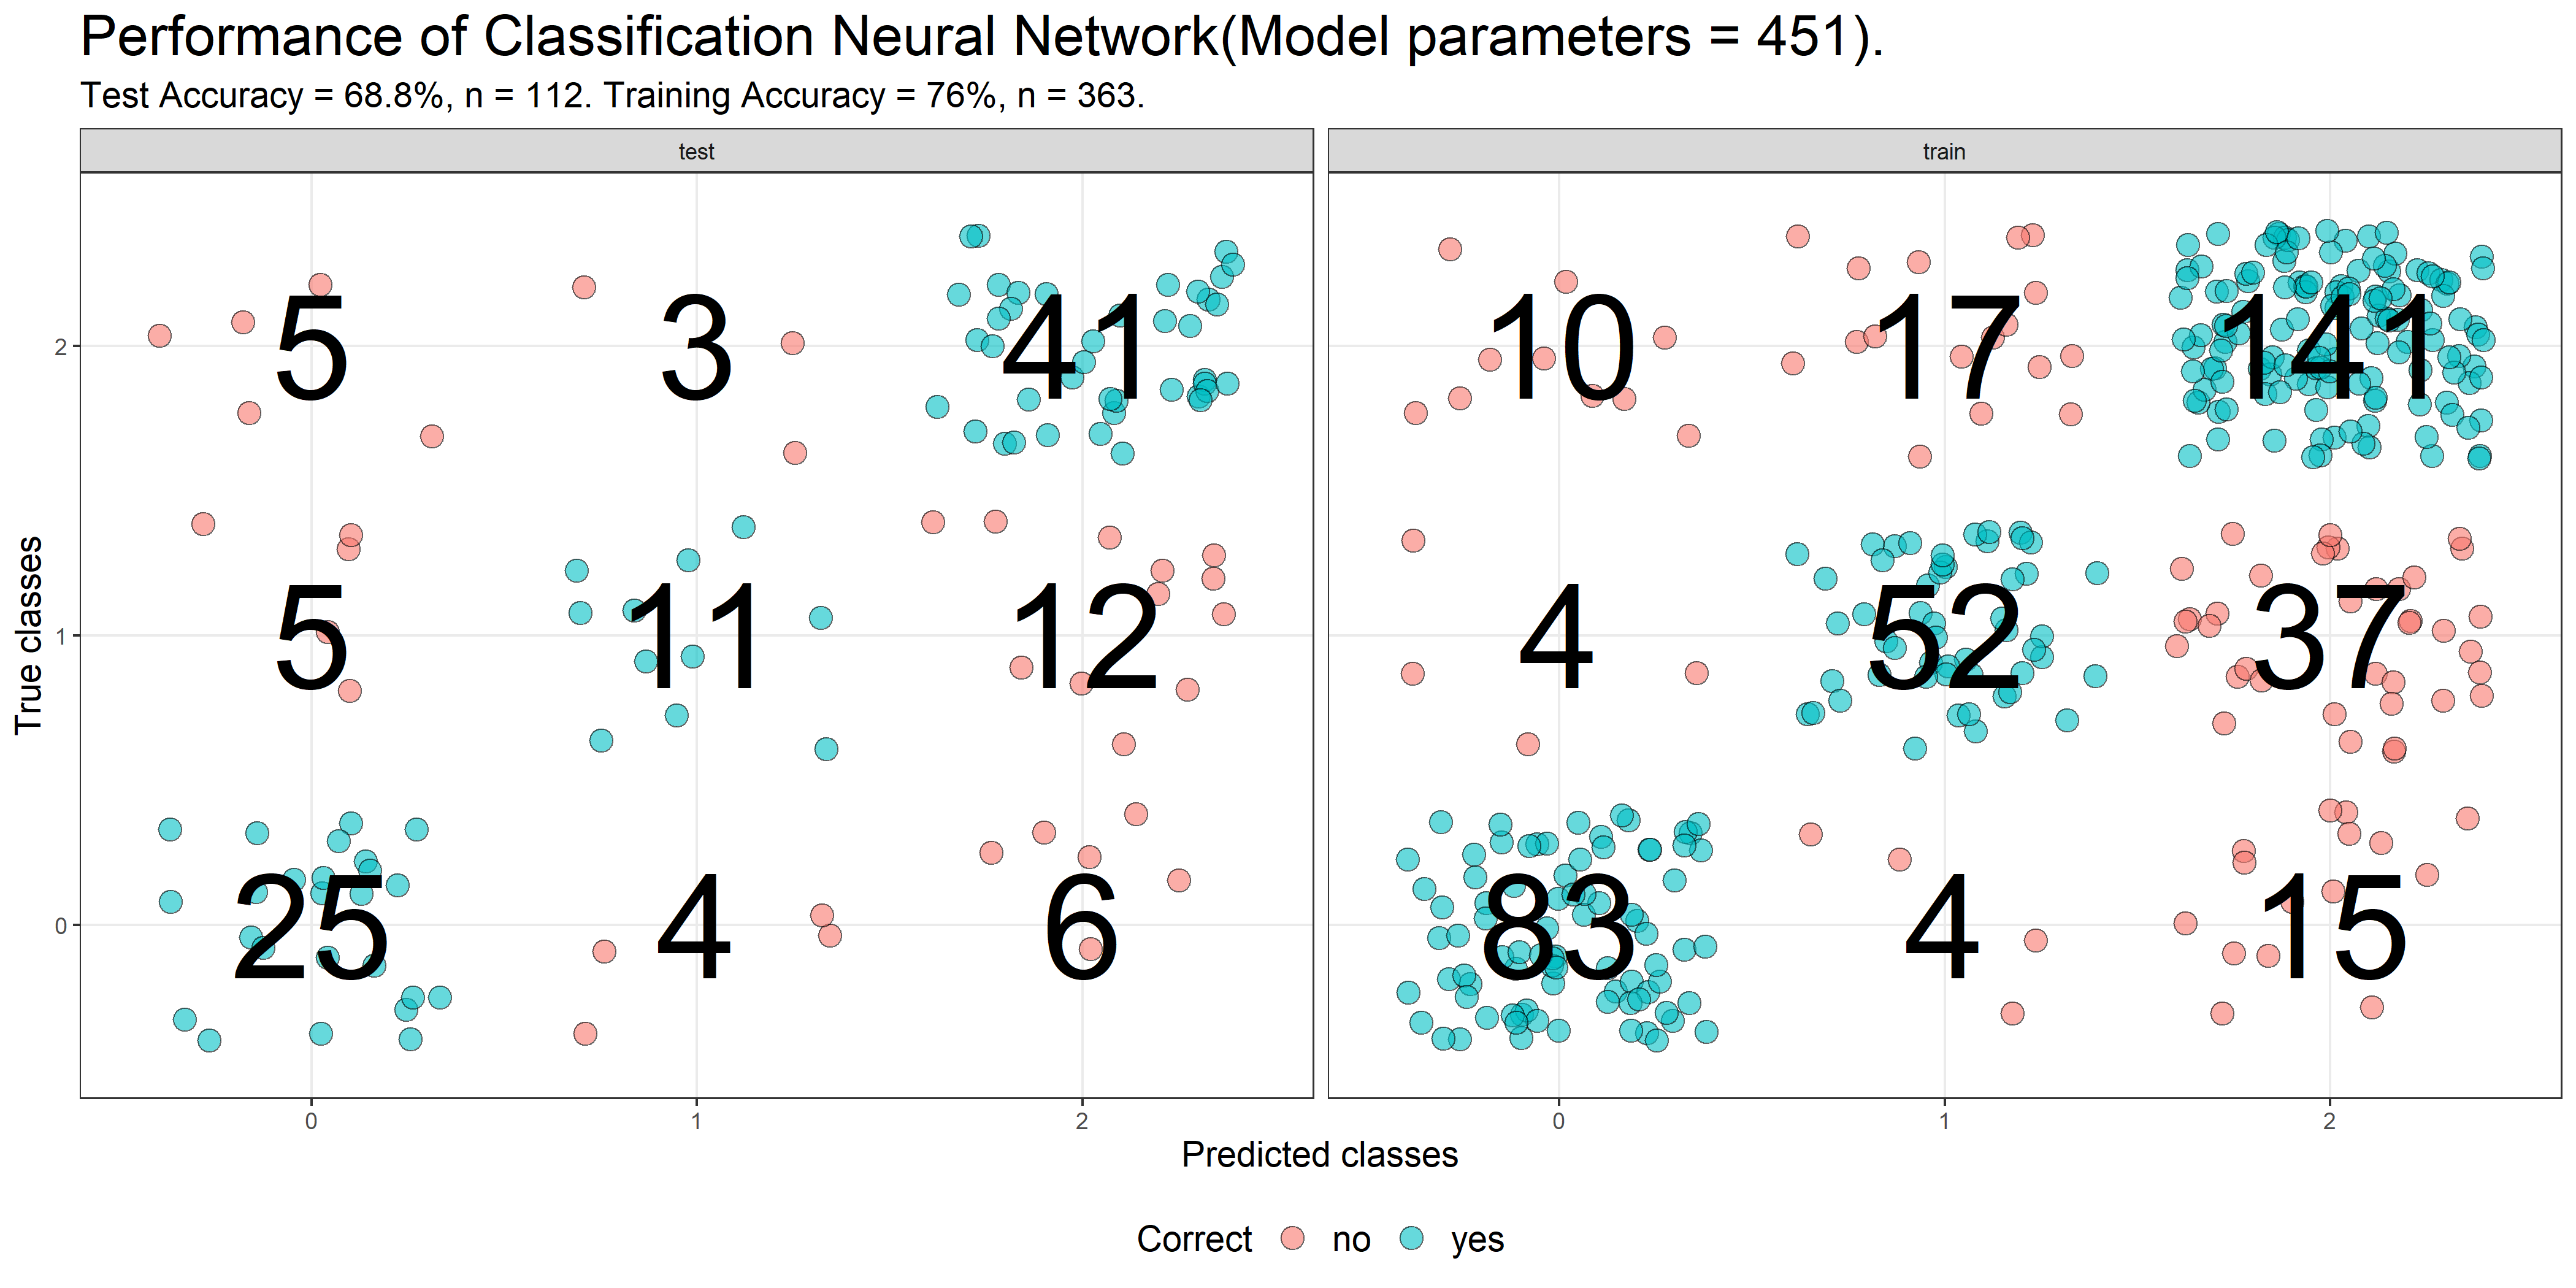 Performance of Classification Neural Network(Model parameters = 451).
Test Accuracy = 68.8%, n = 112. Training Accuracy = 76%, n = 363.
test train
2 5 3 41 10 17 141
1 5 11 12 4 52 37
0 25 4 6 83 4 15
0 1 2 0 1 2
True classes
Predicted classes
Correct no yes